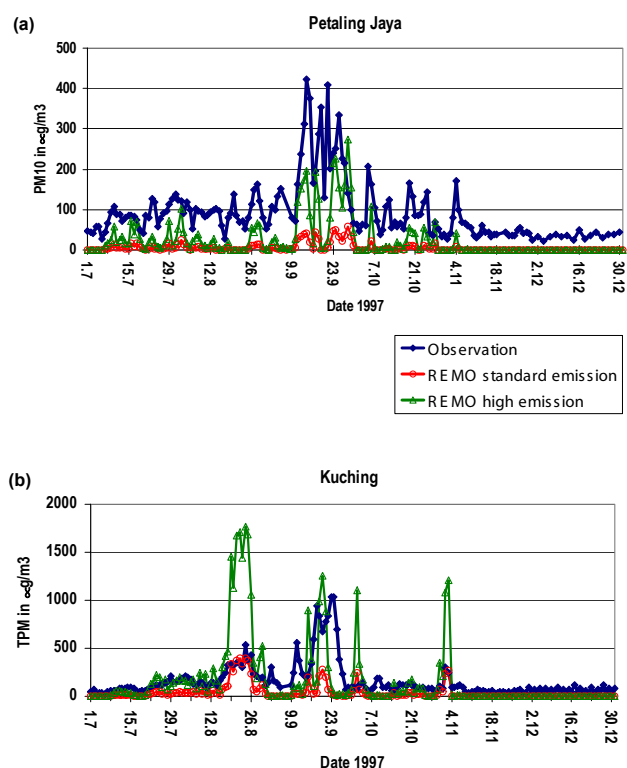 (a)
Petaling Jaya
500
400
300
200
100
0
PM10 in ∝g/m3
1.7 15.7 29.7 12.8 26.8 9.9 23.9 7.10 21.10 4.11 18.11 2.12 16.12 30.12
Date 1997
Observation
REMO standard emission
REMO high emission
(b)
Kuching
2000
1500
1000
500
0
TPM in ∝g/m3
1.7 15.7 29.7 12.8 26.8 9.9 23.9 7.10 21.10 4.11 18.11 2.12 16.12 30.12
Date 1997